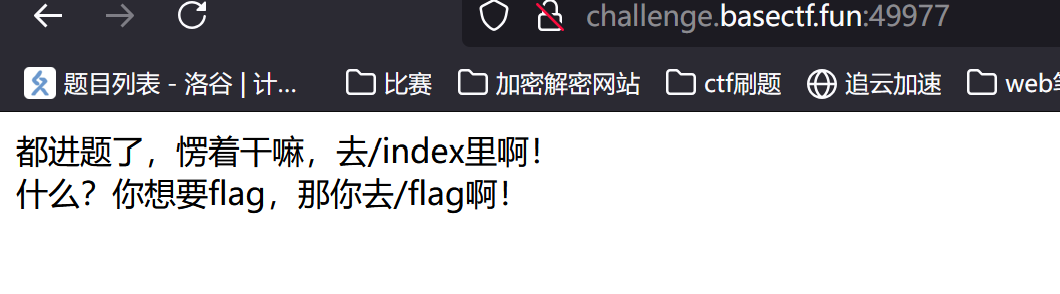 challenge.basectf.fun:49977
题目列表 - 洛谷 | 计... 比赛 加密解密网站 ctf刷题 追云加速 web
都进题了，愣着干嘛，去/index里啊！
什么？你想要flag，那你去/flag啊！